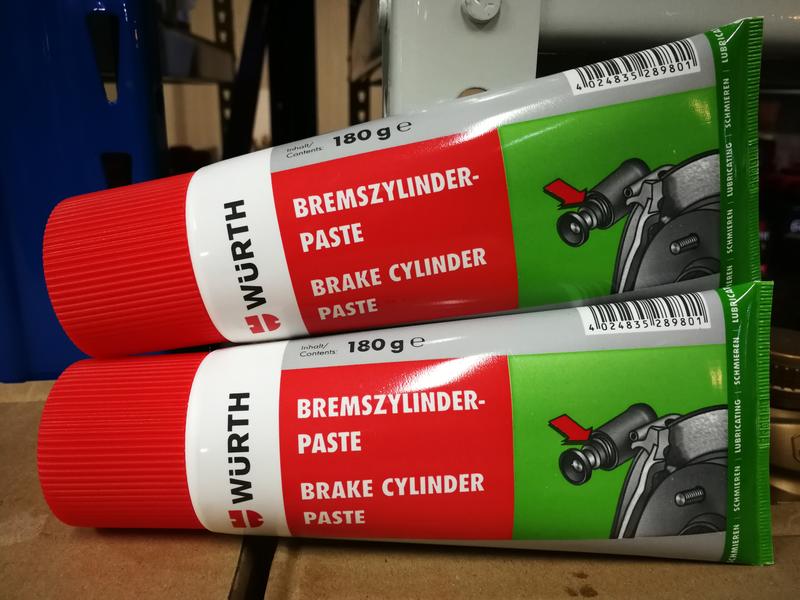 WÜRTH
Inhalt/
Contents: 180 g ℮
BREMSZYLINDER-
PASTE
BRAKE CYLINDER
PASTE
4 024835 289801
SCHMIEREN | LUBRICATING | SCHMIEREN | LUBRIC
WÜRTH
Inhalt/
Contents: 180 g ℮
BREMSZYLINDER-
PASTE
BRAKE CYLINDER
PASTE
4 024835 289801
SCHMIEREN | LUBRICATING | SCHMIEREN | LUBRICA